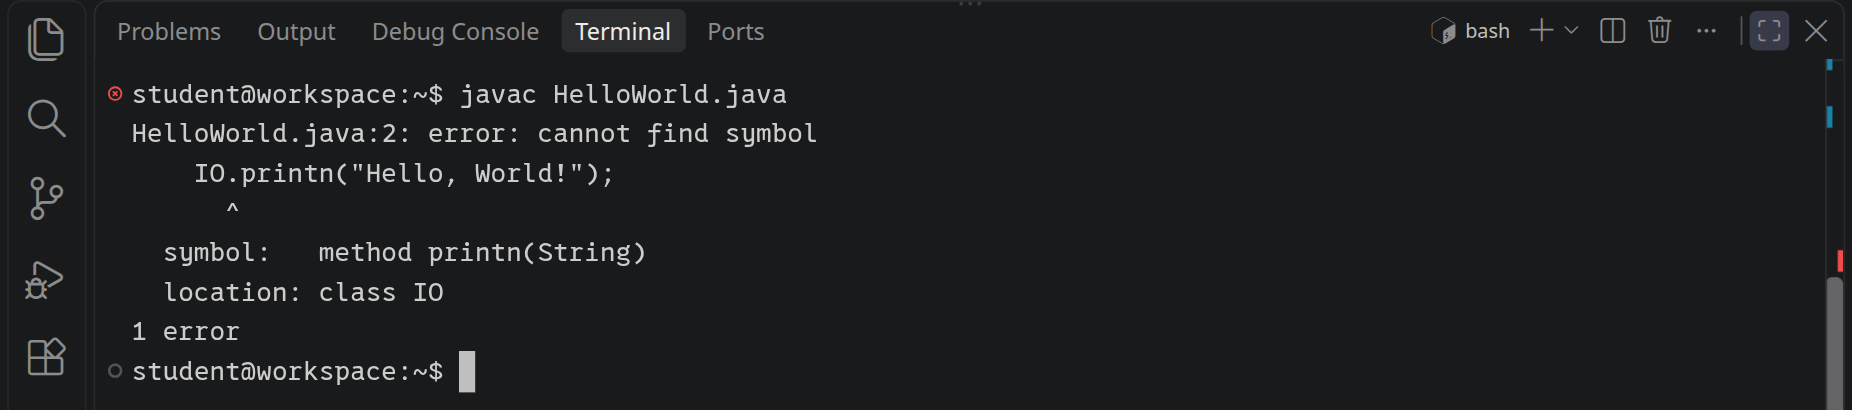 Problems Output Debug Console Terminal Ports bash
student@workspace:~$ javac HelloWorld.java
HelloWorld.java:2: error: cannot find symbol
    IO.printn("Hello, World!");
      ^
  symbol:   method printn(String)
  location: class IO
1 error
student@workspace:~$